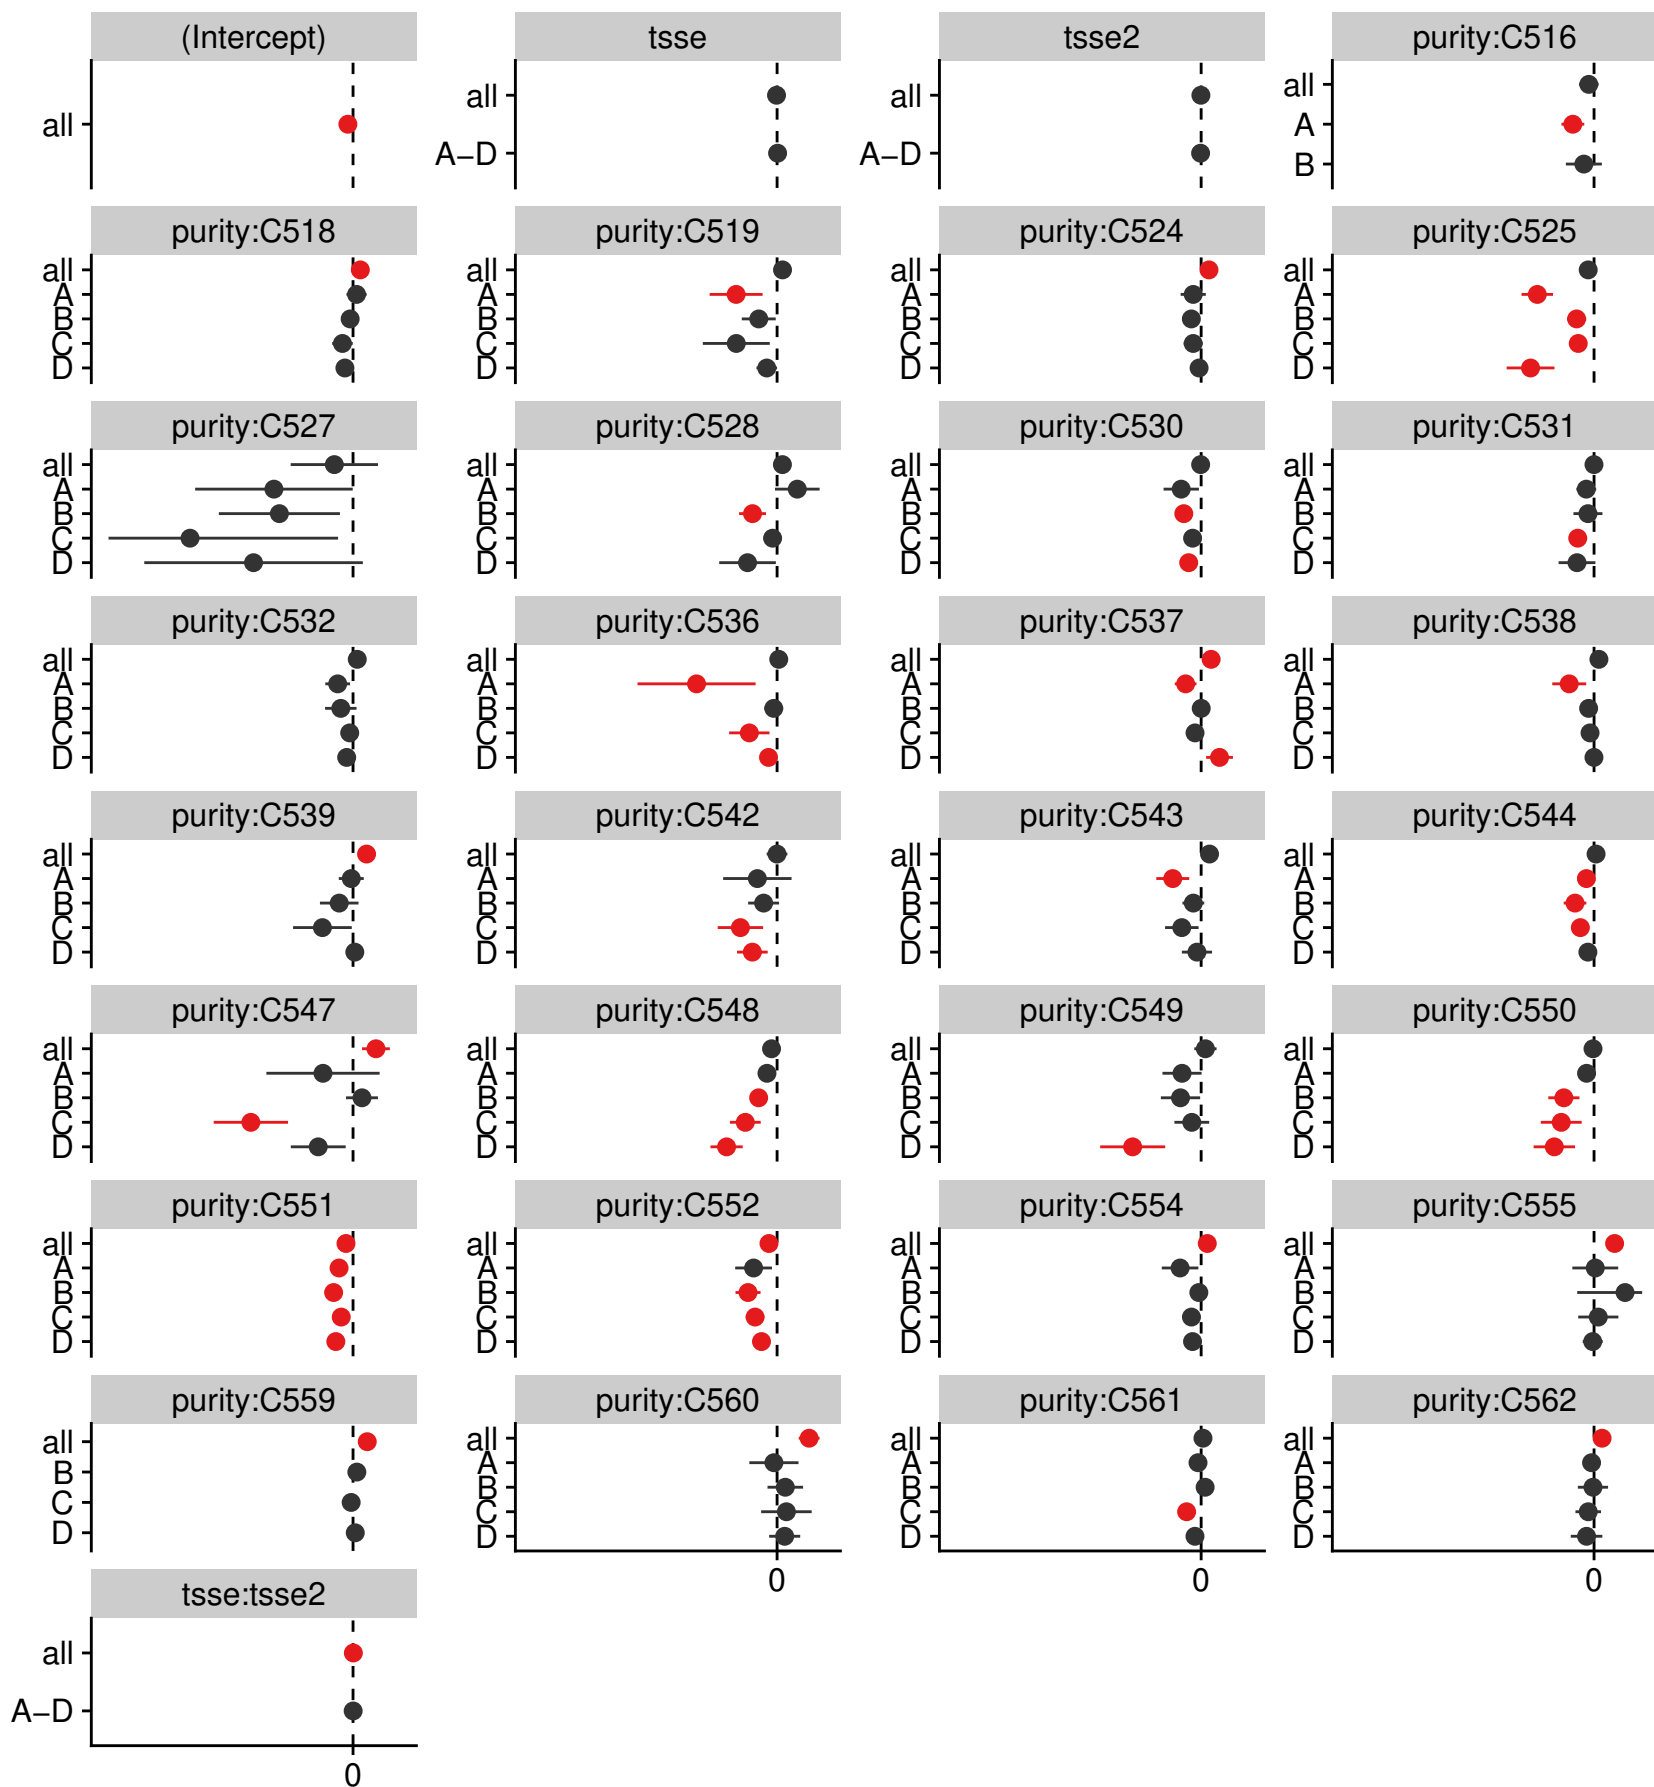 (Intercept) tsse tsse2 purity:C516
all all all all
A
A−D A−D B
purity:C518 purity:C519 purity:C524 purity:C525
all all all all
A A A A
B B B B
C C C C
D D D D
purity:C527 purity:C528 purity:C530 purity:C531
all all all all
A A A A
B B B B
C C C C
D D D D
purity:C532 purity:C536 purity:C537 purity:C538
all all all all
A A A A
B B B B
C C C C
D D D D
purity:C539 purity:C542 purity:C543 purity:C544
all all all all
A A A A
B B B B
C C C C
D D D D
purity:C547 purity:C548 purity:C549 purity:C550
all all all all
A A A A
B B B B
C C C C
D D D D
purity:C551 purity:C552 purity:C554 purity:C555
all all all all
A A A A
B B B B
C C C C
D D D D
purity:C559 purity:C560 purity:C561 purity:C562
all all all all
B A A A
B B B
C C C C
D D D D
0 0 0
tsse:tsse2
all
A−D
0